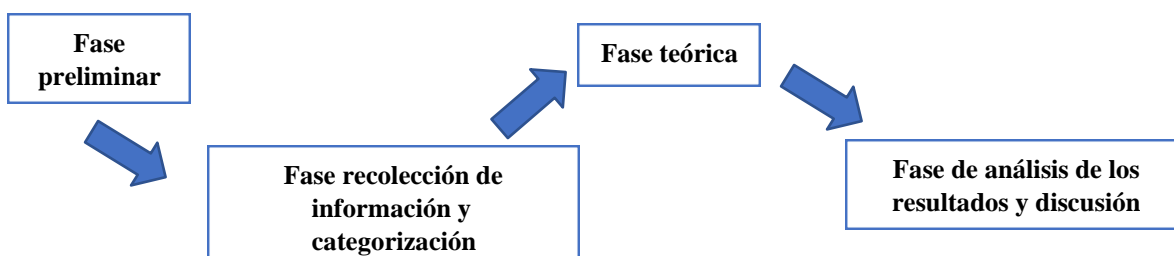 Fase
preliminar
Fase recolección de
información y
categorización
Fase teórica
Fase de análisis de los
resultados y discusión